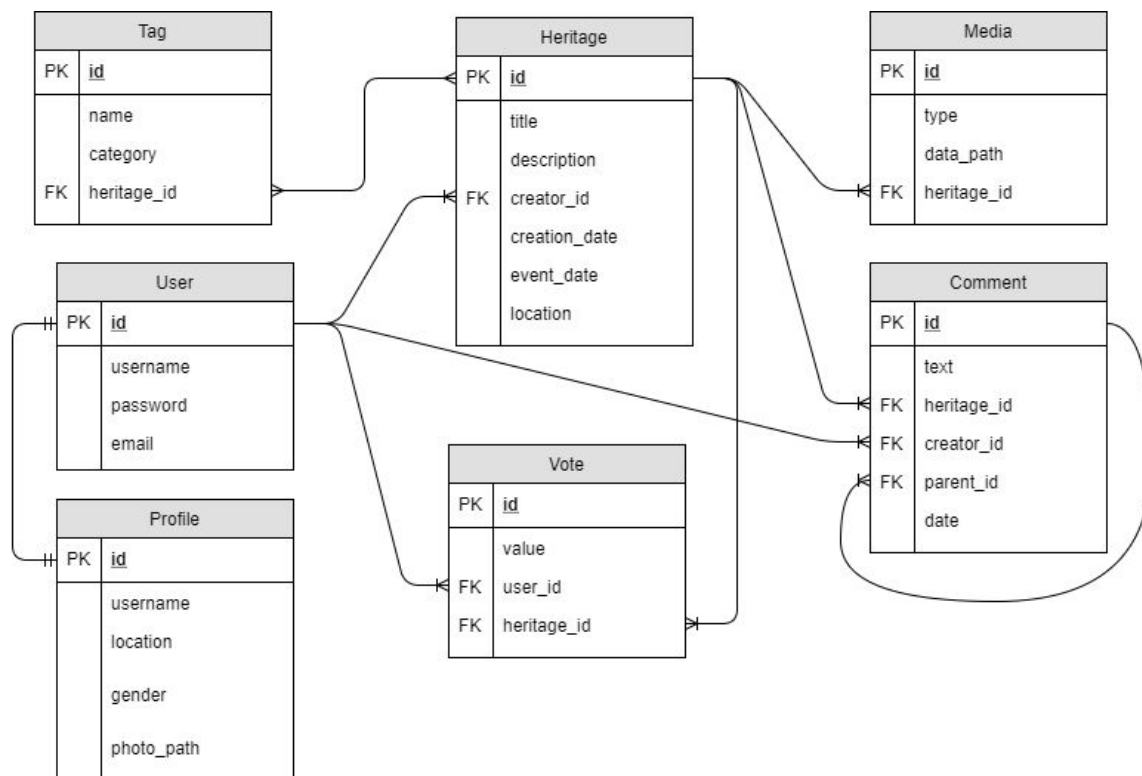 Tag
PK id
name
category
FK heritage_id
Heritage
PK id
title
description
FK creator_id
creation_date
event_date
location
Media
PK id
type
data_path
FK heritage_id
User
PK id
username
password
email
Comment
PK id
text
FK heritage_id
FK creator_id
FK parent_id
date
Vote
PK id
value
FK user_id
FK heritage_id
Profile
PK id
username
location
gender
photo_path